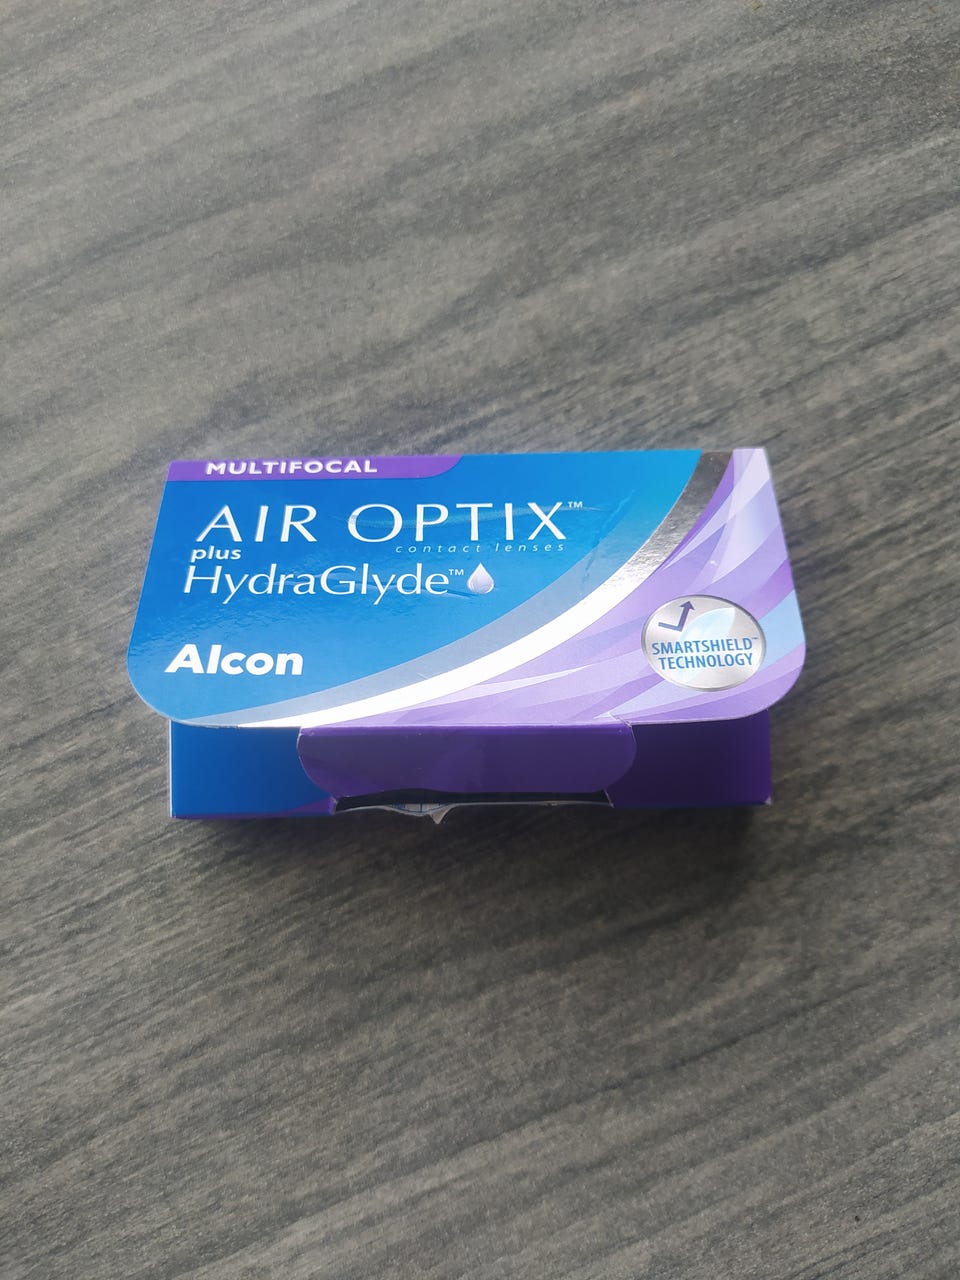 MULTIFOCAL
AIR OPTIX™
contact lenses
plus
HydraGlyde™
Alcon
SMARTSHIELD™
TECHNOLOGY